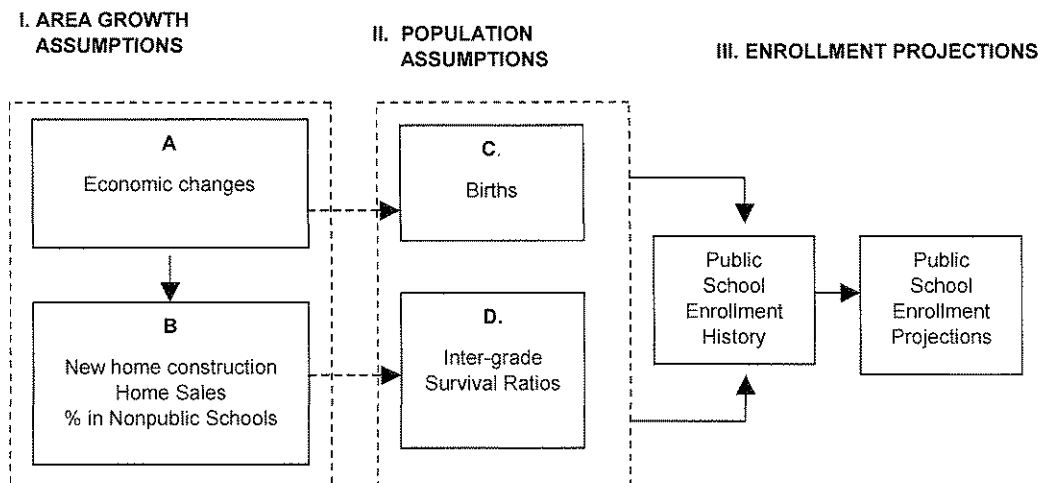 I. AREA GROWTH
ASSUMPTIONS
II. POPULATION
ASSUMPTIONS
III. ENROLLMENT PROJECTIONS
A
Economic changes
C.
Births
B
New home construction
Home Sales
% in Nonpublic Schools
D.
Inter-grade
Survival Ratios
Public
School
Enrollment
History
Public
School
Enrollment
Projections